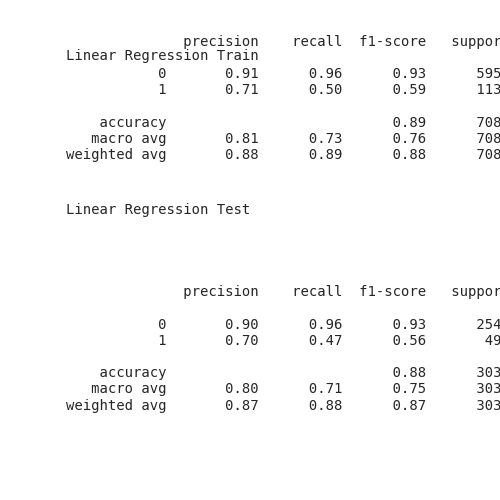 precision recall f1-score suppor
Linear Regression Train
0 0.91 0.96 0.93 595
1 0.71 0.50 0.59 113
accuracy 0.89 708
macro avg 0.81 0.73 0.76 708
weighted avg 0.88 0.89 0.88 708
Linear Regression Test
precision recall f1-score suppor
0 0.90 0.96 0.93 254
1 0.70 0.47 0.56 49
accuracy 0.88 303
macro avg 0.80 0.71 0.75 303
weighted avg 0.87 0.88 0.87 303